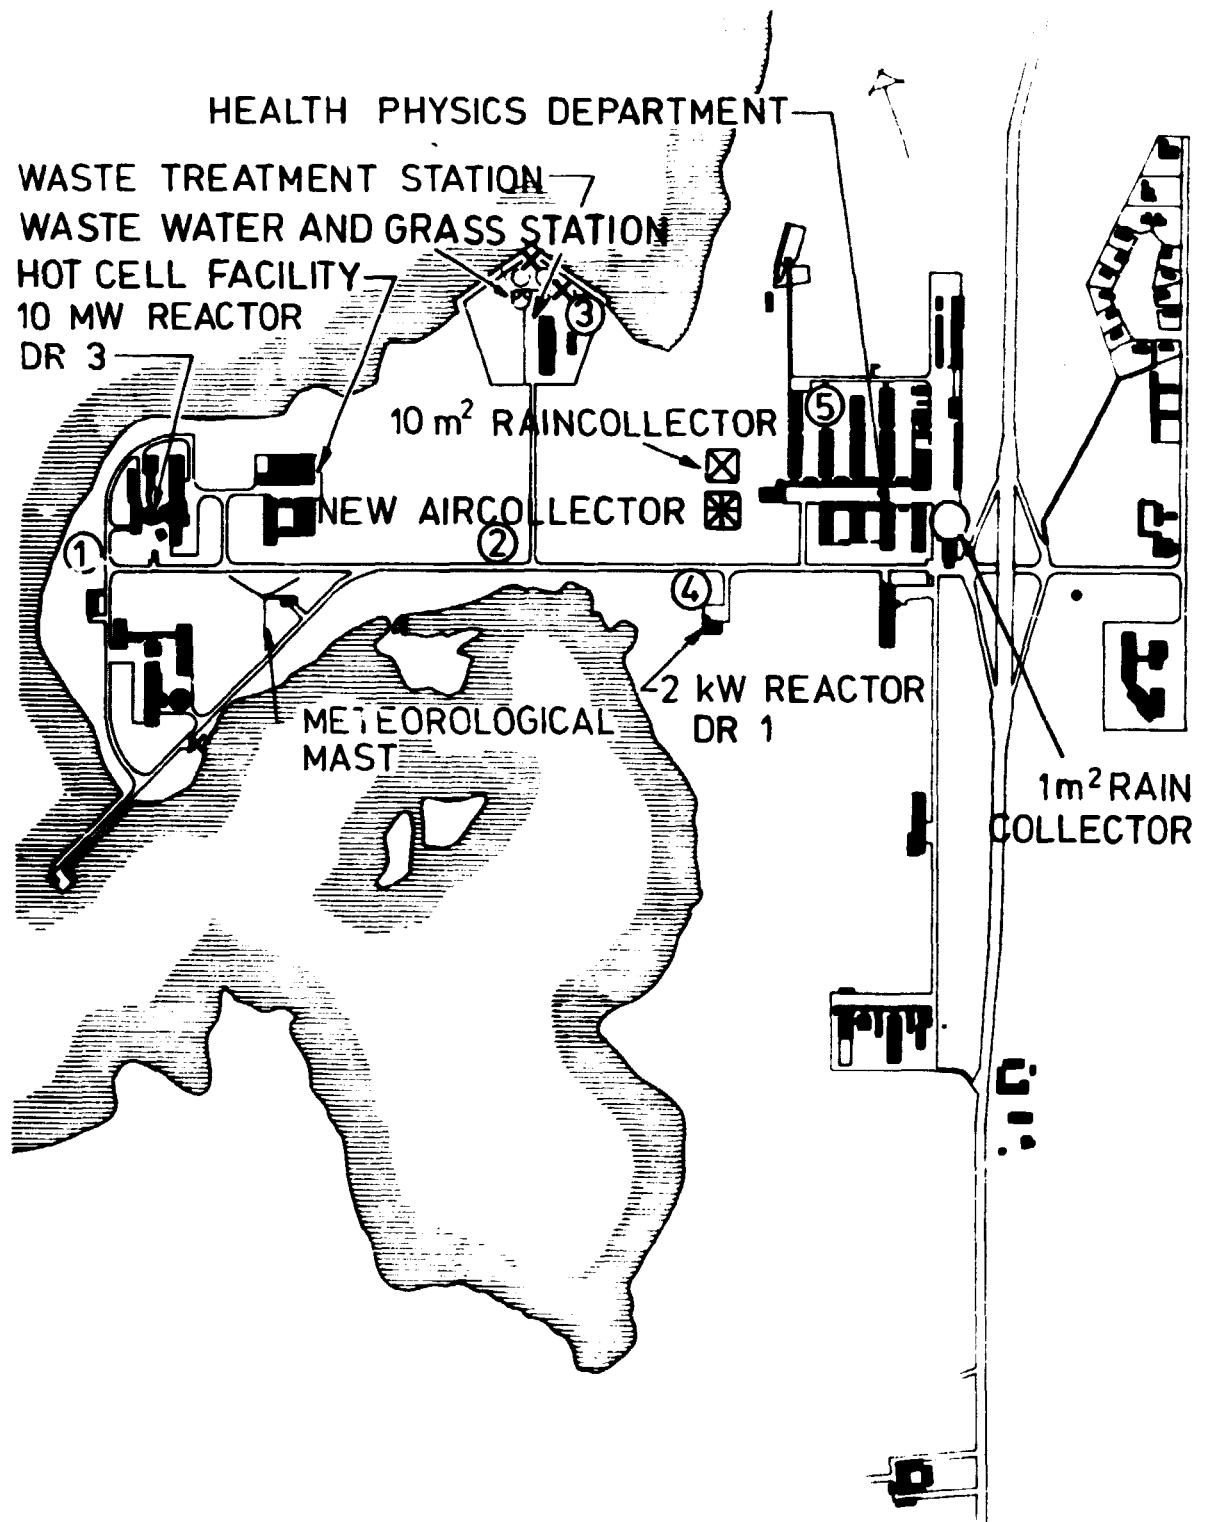 HEALTH PHYSICS DEPARTMENT
WASTE TREATMENT STATION
WASTE WATER AND GRASS STATION
HOT CELL FACILITY
10 MW REACTOR
DR 3
3
5
10 m² RAINCOLLECTOR
NEW AIRCOLLECTOR
1
2
4
2 kW REACTOR
DR 1
METEOROLOGICAL
MAST
1m² RAIN
COLLECTOR